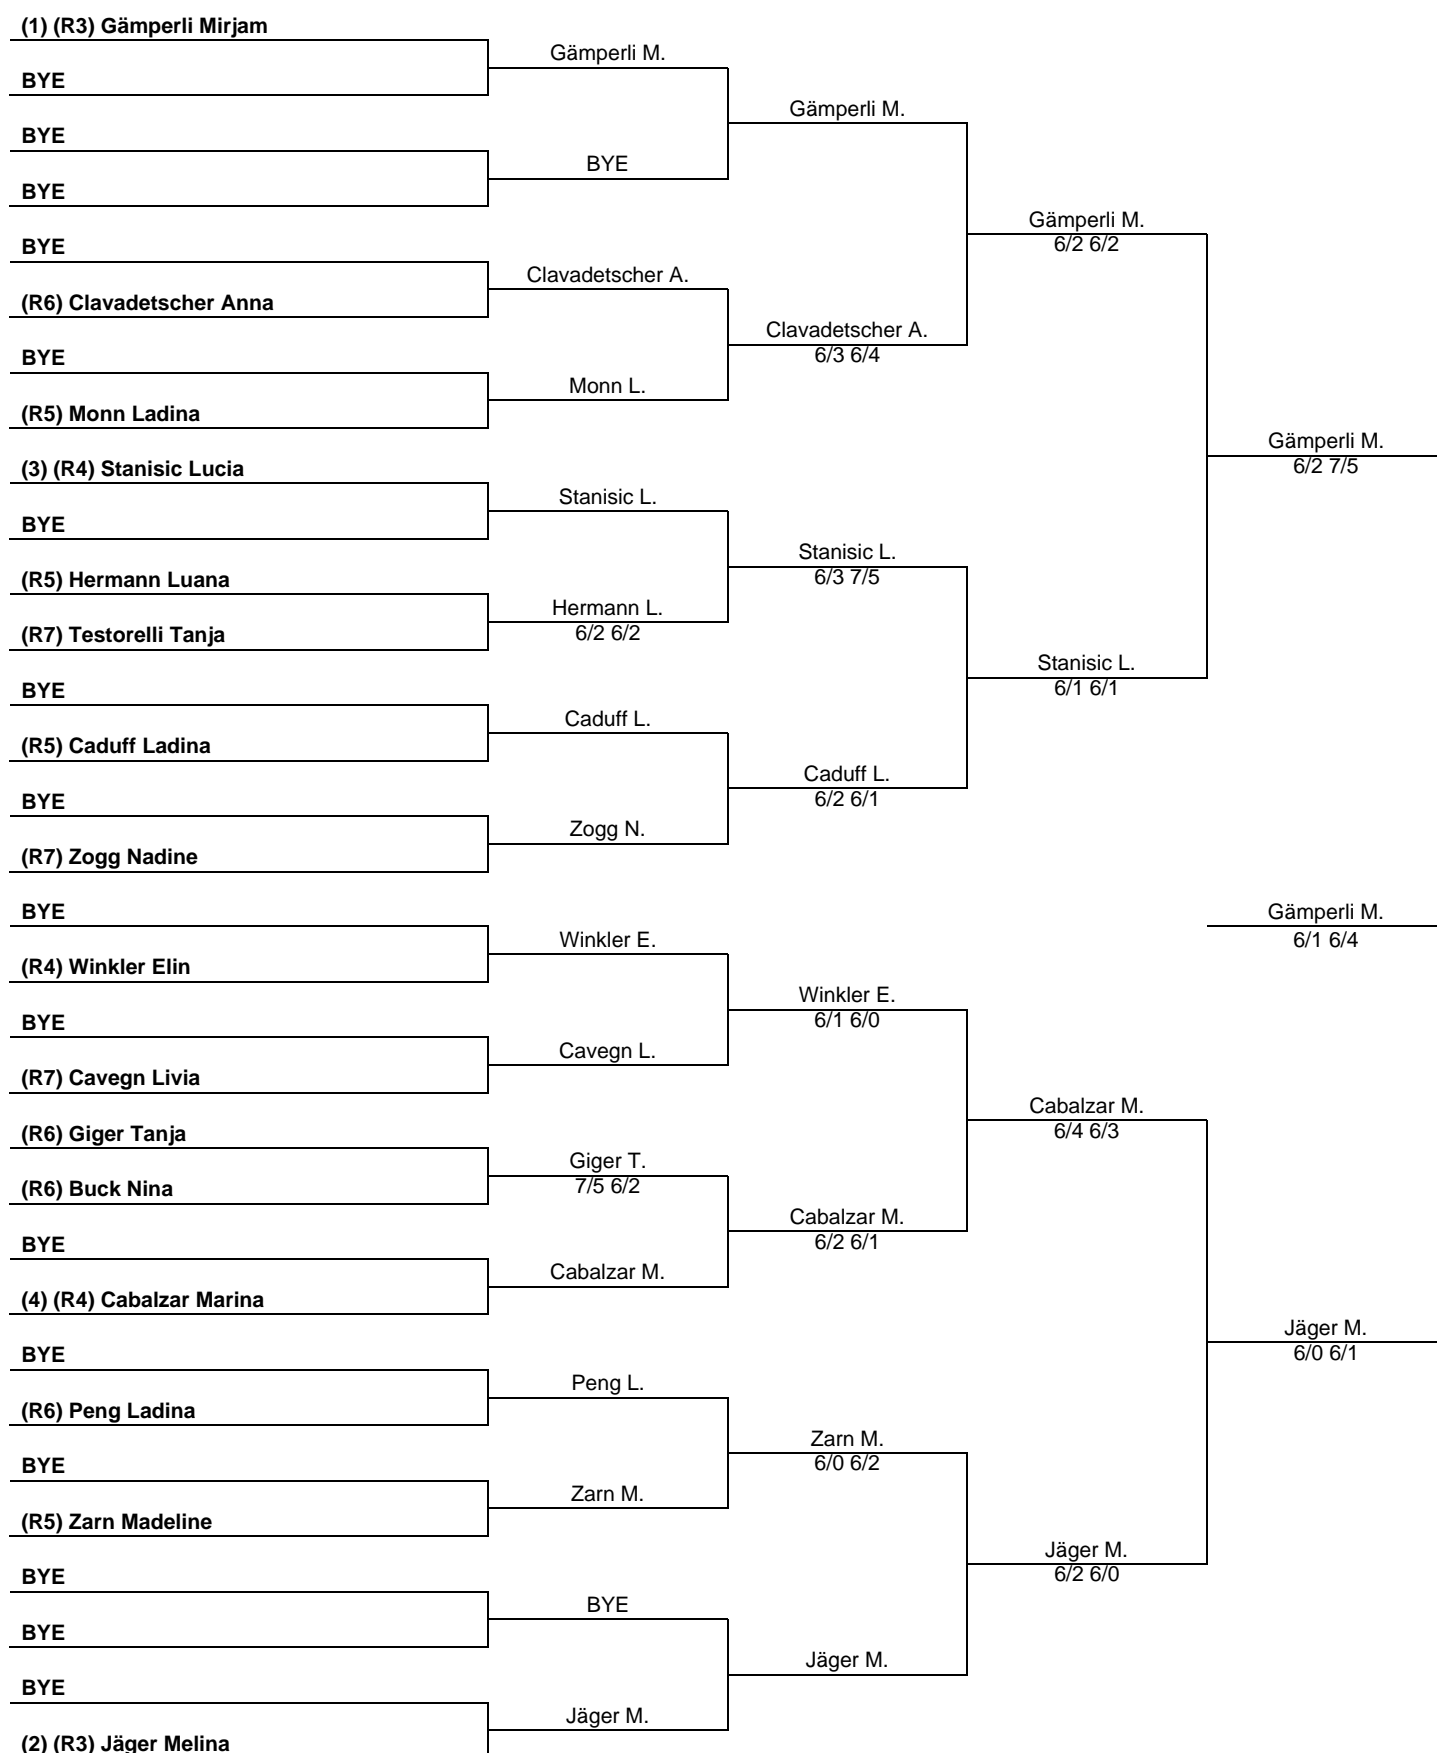 (1) (R3) Gämperli Mirjam
Gämperli M.
BYE
Gämperli M.
BYE
BYE
BYE
Gämperli M.
6/2 6/2
BYE
Clavadetscher A.
(R6) Clavadetscher Anna
Clavadetscher A.
6/3 6/4
BYE
Monn L.
(R5) Monn Ladina
Gämperli M.
6/2 7/5
(3) (R4) Stanisic Lucia
Stanisic L.
BYE
Stanisic L.
6/3 7/5
(R5) Hermann Luana
Hermann L.
6/2 6/2
(R7) Testorelli Tanja
Stanisic L.
6/1 6/1
BYE
Caduff L.
(R5) Caduff Ladina
Caduff L.
6/2 6/1
BYE
Zogg N.
(R7) Zogg Nadine
BYE
Gämperli M.
6/1 6/4
Winkler E.
(R4) Winkler Elin
Winkler E.
6/1 6/0
BYE
Cavegn L.
(R7) Cavegn Livia
Cabalzar M.
6/4 6/3
(R6) Giger Tanja
Giger T.
7/5 6/2
(R6) Buck Nina
Cabalzar M.
6/2 6/1
BYE
Cabalzar M.
(4) (R4) Cabalzar Marina
Jäger M.
6/0 6/1
BYE
Peng L.
(R6) Peng Ladina
Zarn M.
6/0 6/2
BYE
Zarn M.
(R5) Zarn Madeline
Jäger M.
6/2 6/0
BYE
BYE
BYE
Jäger M.
BYE
Jäger M.
(2) (R3) Jäger Melina